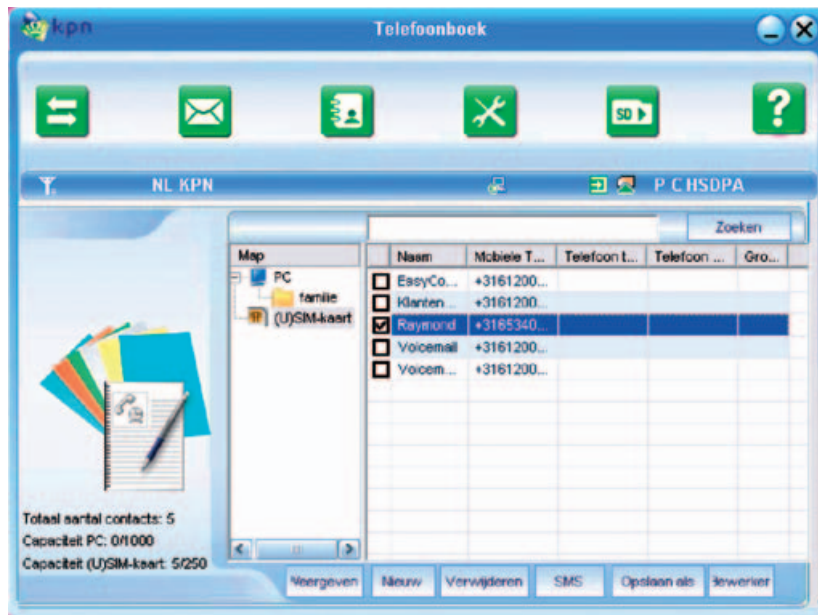 kpn Telefoonboek
SD ?
NL KPN P C HSDPA
Zoeken
Map Naam Mobiele T... Telefoon t... Telefoon ... Gro...
PC EasyCo... +3161200...
familie Klanten... +3161200...
(U)SIM-kaart Raymond +3165340...
Voicemail +3161200...
Voicem... +3161200...
Totaal aantal contacts: 5
Capaciteit PC: 0/1000
Capaciteit (U)SIM-kaart: 5/250
Weergeven Nieuw Verwijderen SMS Opslaan als Bewerker